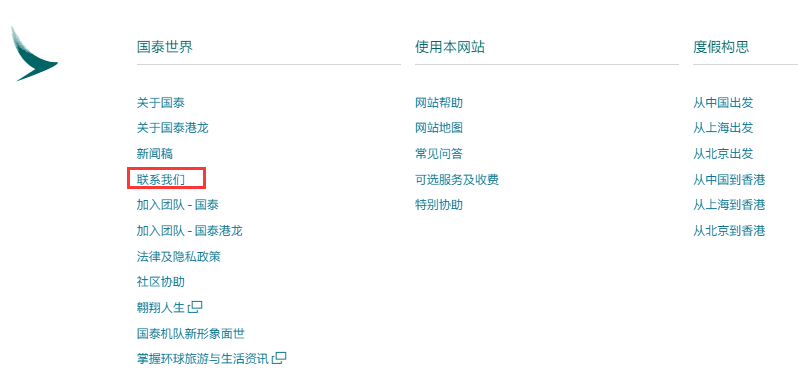 国泰世界
关于国泰
关于国泰港龙
新闻稿
联系我们
加入团队 - 国泰
加入团队 - 国泰港龙
法律及隐私政策
社区协助
翱翔人生
国泰机队新形象面世
掌握环球旅游与生活资讯
使用本网站
网站帮助
网站地图
常见问答
可选服务及收费
特别协助
度假构思
从中国出发
从上海出发
从北京出发
从中国到香港
从上海到香港
从北京到香港